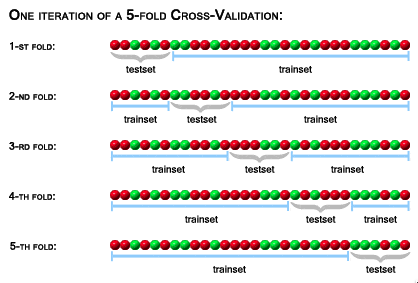 One iteration of a 5-fold Cross-Validation:
1-st fold:
testset trainset
2-nd fold:
trainset testset trainset
3-rd fold:
trainset testset trainset
4-th fold:
trainset testset trainset
5-th fold:
trainset testset